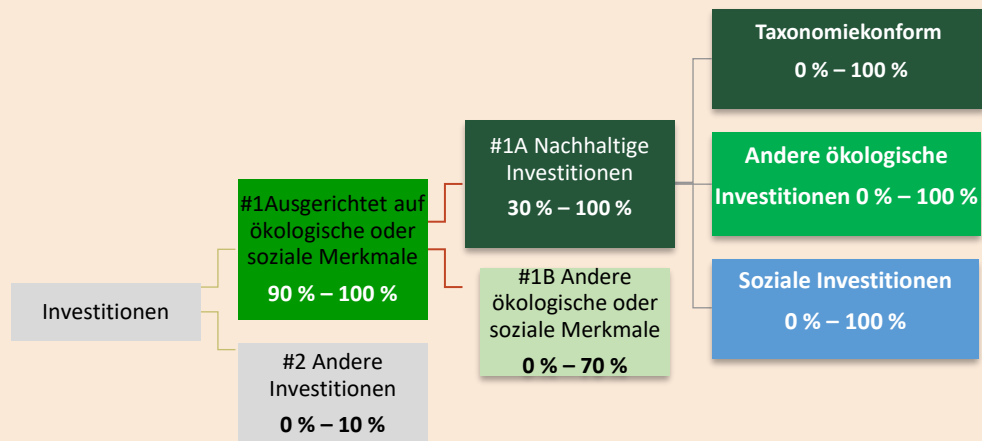 Investitionen
#1Ausgerichtet auf
ökologische oder
soziale Merkmale
90 % – 100 %
#2 Andere
Investitionen
0 % – 10 %
#1A Nachhaltige
Investitionen
30 % – 100 %
#1B Andere
ökologische oder
soziale Merkmale
0 % – 70 %
Taxonomiekonform
0 % – 100 %
Andere ökologische
Investitionen 0 % – 100 %
Soziale Investitionen
0 % – 100 %